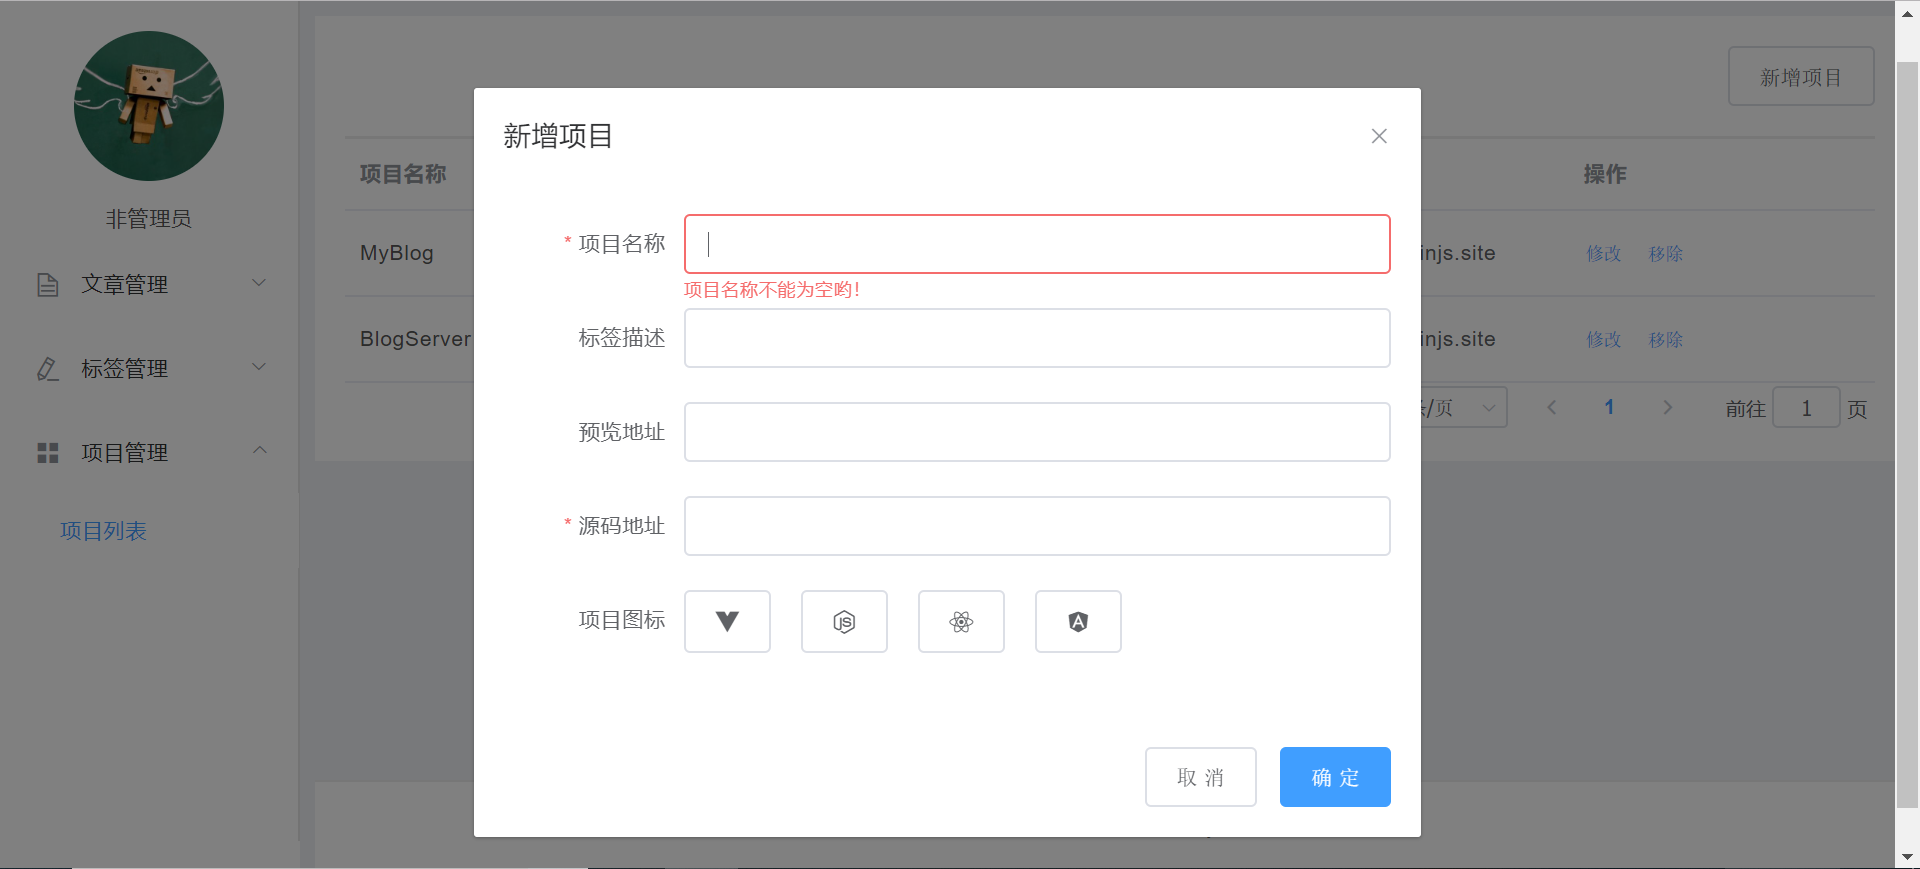 非管理员
文章管理
标签管理
项目管理
项目列表
新增项目
项目名称
操作
MyBlog
injs.site
修改
移除
BlogServer
injs.site
修改
移除
/页
1
前往
1
页
新增项目
* 项目名称
项目名称不能为空哟!
标签描述
预览地址
* 源码地址
项目图标
JS
A
取 消
确 定